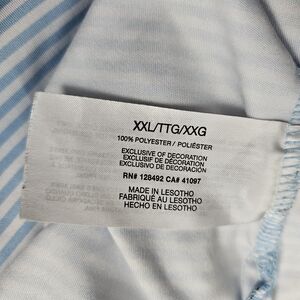 XXL/TTG/XXG
100% POLYESTER / POLIÉSTER
EXCLUSIVE OF DECORATION
EXCLUSIF DE DÉCORATION
EXCLUSIVO DE DECORACIÓN
RN# 128492 CA# 41097
MADE IN LESOTHO
FABRIQUÉ AU LESOTHO
HECHO EN LESOTHO